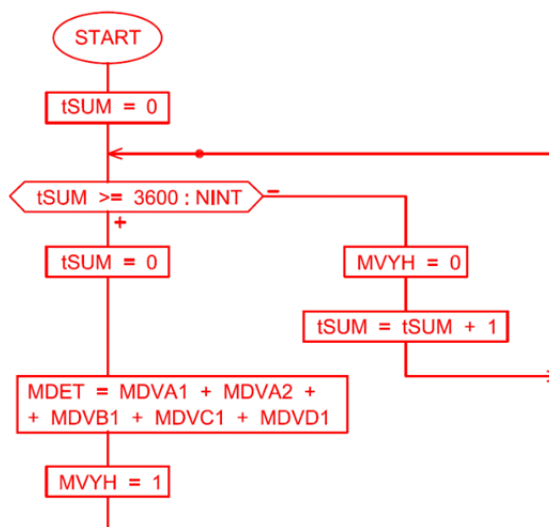 START
tSUM = 0
tSUM >= 3600 : NINT
−
+
tSUM = 0
MVYH = 0
tSUM = tSUM + 1
MDET = MDVA1 + MDVA2 +
+ MDVB1 + MDVC1 + MDVD1
MVYH = 1